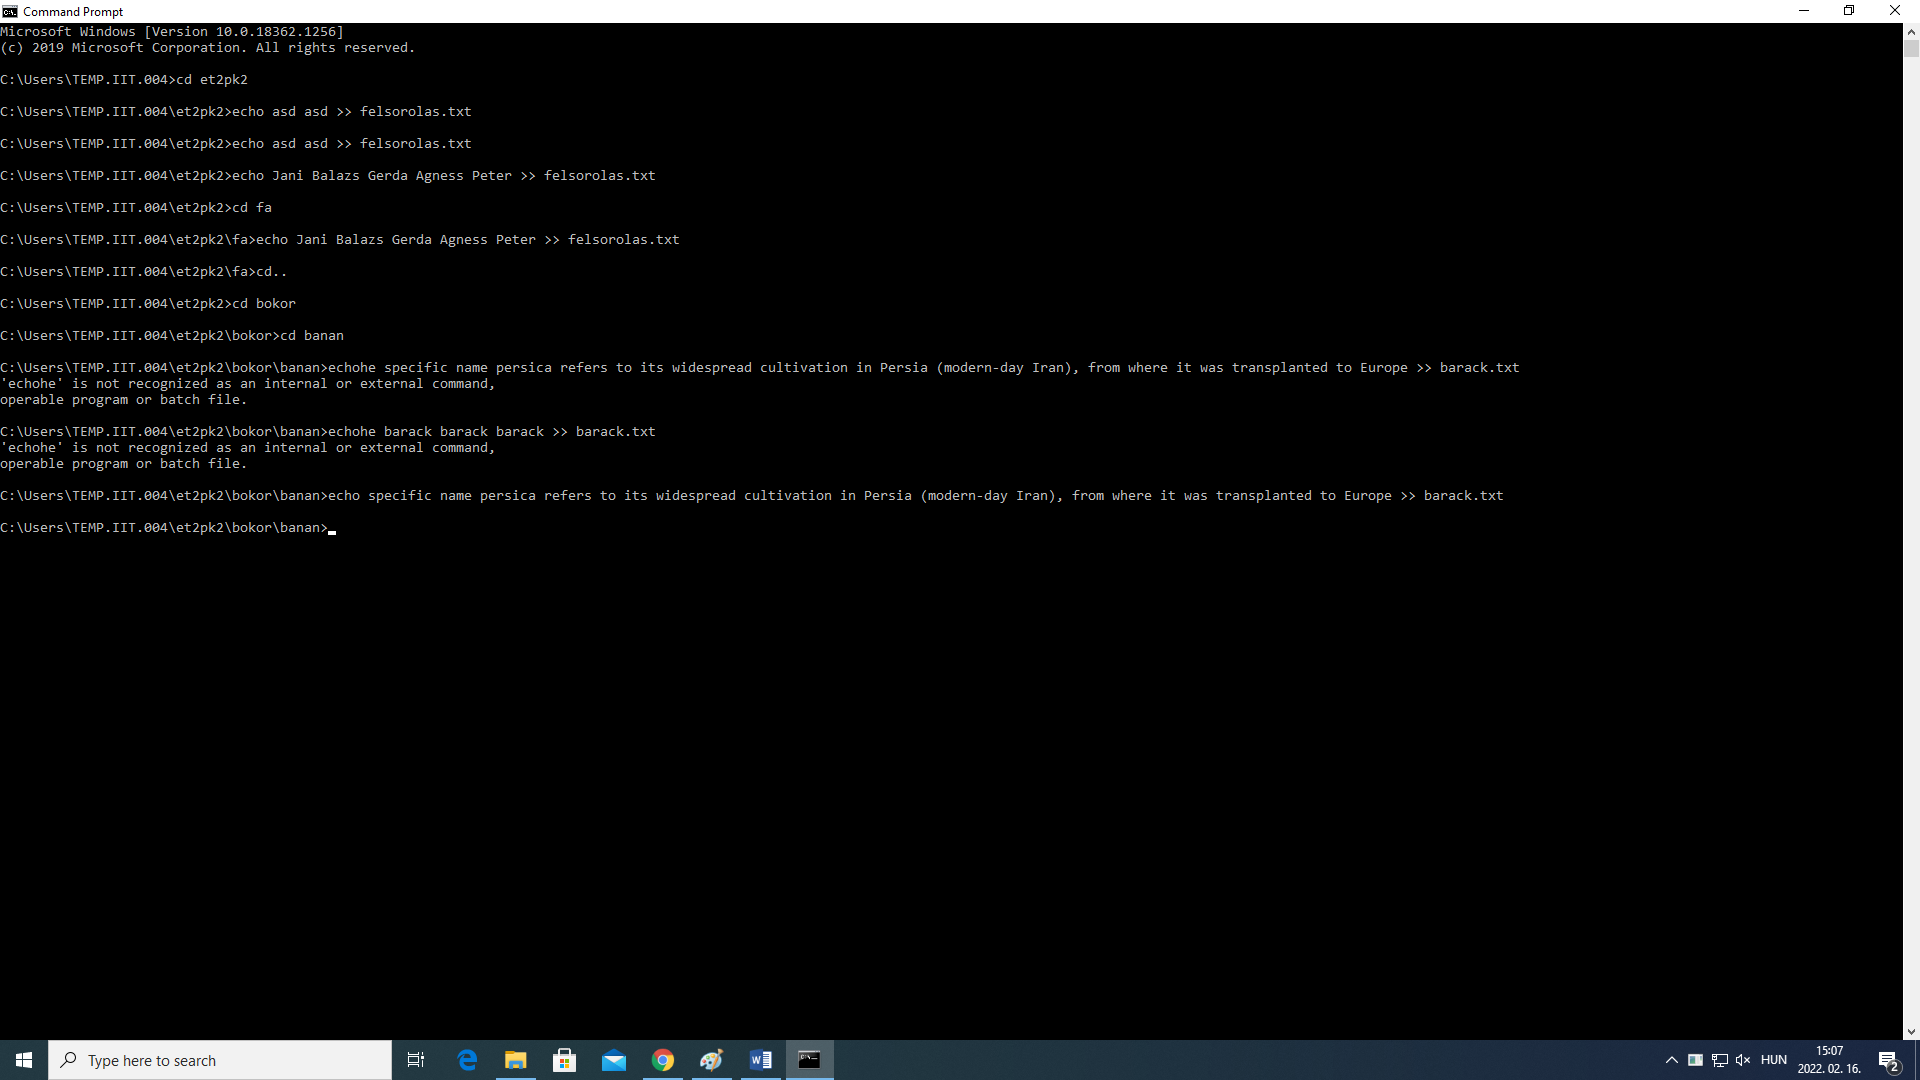 Command Prompt
Microsoft Windows [Version 10.0.18362.1256]
(c) 2019 Microsoft Corporation. All rights reserved.
C:\Users\TEMP.IIT.004>cd et2pk2
C:\Users\TEMP.IIT.004\et2pk2>echo asd asd >> felsorolas.txt
C:\Users\TEMP.IIT.004\et2pk2>echo asd asd >> felsorolas.txt
C:\Users\TEMP.IIT.004\et2pk2>echo Jani Balazs Gerda Agness Peter >> felsorolas.txt
C:\Users\TEMP.IIT.004\et2pk2>cd fa
C:\Users\TEMP.IIT.004\et2pk2\fa>echo Jani Balazs Gerda Agness Peter >> felsorolas.txt
C:\Users\TEMP.IIT.004\et2pk2\fa>cd..
C:\Users\TEMP.IIT.004\et2pk2>cd bokor
C:\Users\TEMP.IIT.004\et2pk2\bokor>cd banan
C:\Users\TEMP.IIT.004\et2pk2\bokor\banan>echohe specific name persica refers to its widespread cultivation in Persia (modern-day Iran), from where it was transplanted to Europe >> barack.txt
'echohe' is not recognized as an internal or external command,
operable program or batch file.
C:\Users\TEMP.IIT.004\et2pk2\bokor\banan>echohe barack barack barack >> barack.txt
'echohe' is not recognized as an internal or external command,
operable program or batch file.
C:\Users\TEMP.IIT.004\et2pk2\bokor\banan>echo specific name persica refers to its widespread cultivation in Persia (modern-day Iran), from where it was transplanted to Europe >> barack.txt
C:\Users\TEMP.IIT.004\et2pk2\bokor\banan>
Type here to search
HUN
15:07
2022. 02. 16.
2